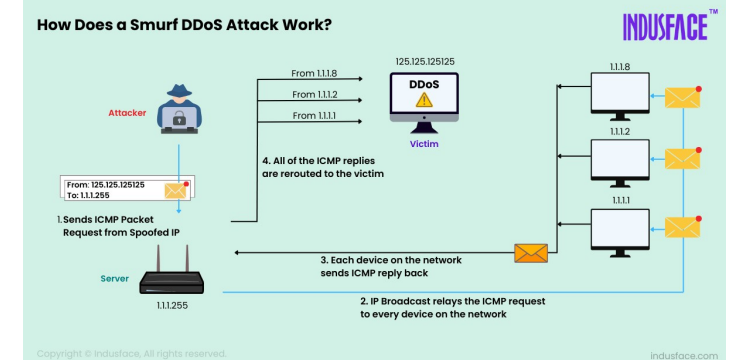 How Does a Smurf DDoS Attack Work?
INDUSFACE™
Attacker
From: 125.125.125125
To: 1.1.1.255
1. Sends ICMP Packet
Request from Spoofed IP
Server
1.1.1.255
From 1.1.1.8
From 1.1.1.2
From 1.1.1.1
4. All of the ICMP replies
are rerouted to the victim
125.125.125125
DDoS
Victim
1.1.1.8
1.1.1.2
1.1.1.1
3. Each device on the network
sends ICMP reply back
2. IP Broadcast relays the ICMP request
to every device on the network
Copyright © Indusface, All rights reserved.
indusface.com